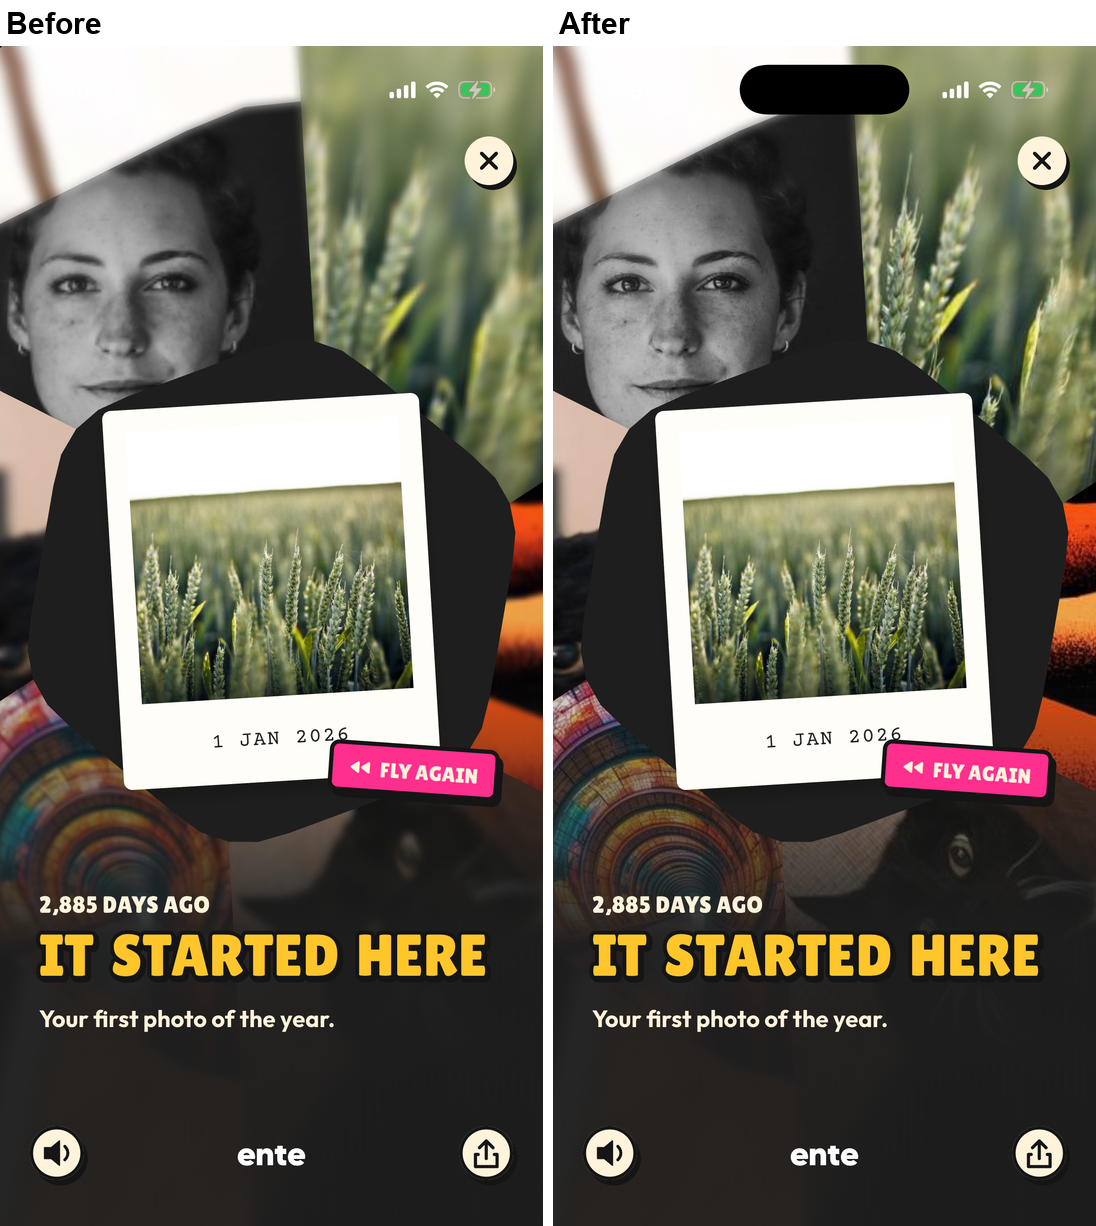 Before
After
1 JAN 2026
FLY AGAIN
2,885 DAYS AGO
IT STARTED HERE
Your first photo of the year.
ente
1 JAN 2026
FLY AGAIN
2,885 DAYS AGO
IT STARTED HERE
Your first photo of the year.
ente